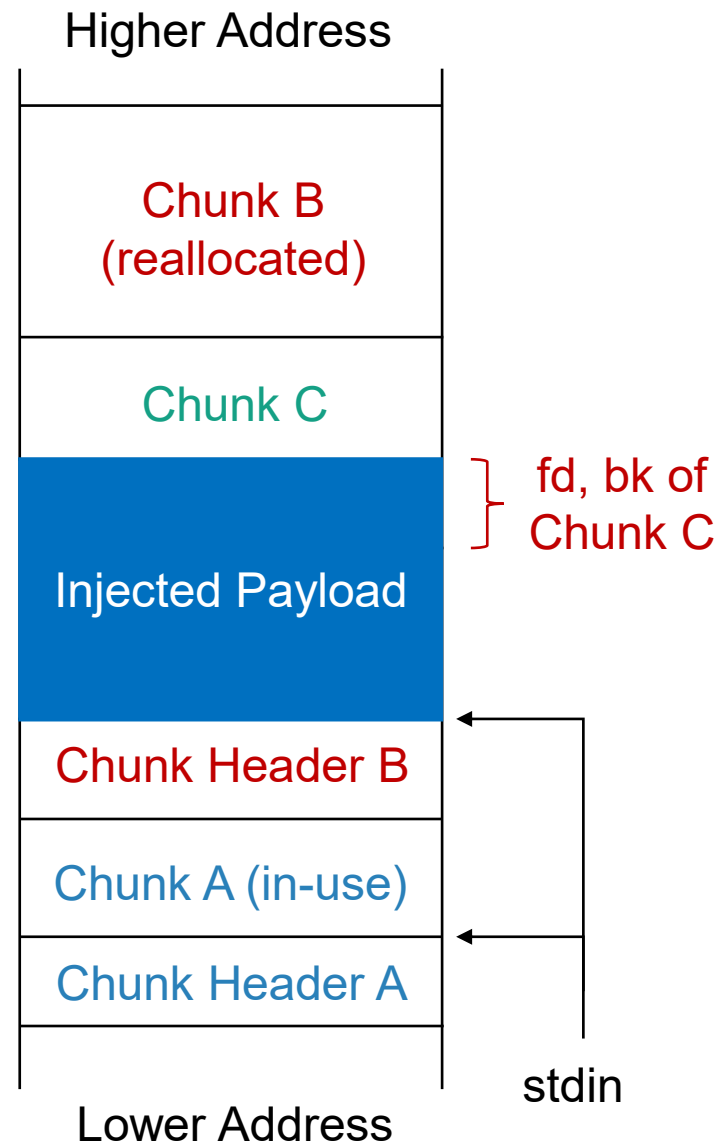 Higher Address
Chunk B
(reallocated)
Chunk C
fd, bk of
Chunk C
Injected Payload
Chunk Header B
Chunk A (in-use)
Chunk Header A
stdin
Lower Address